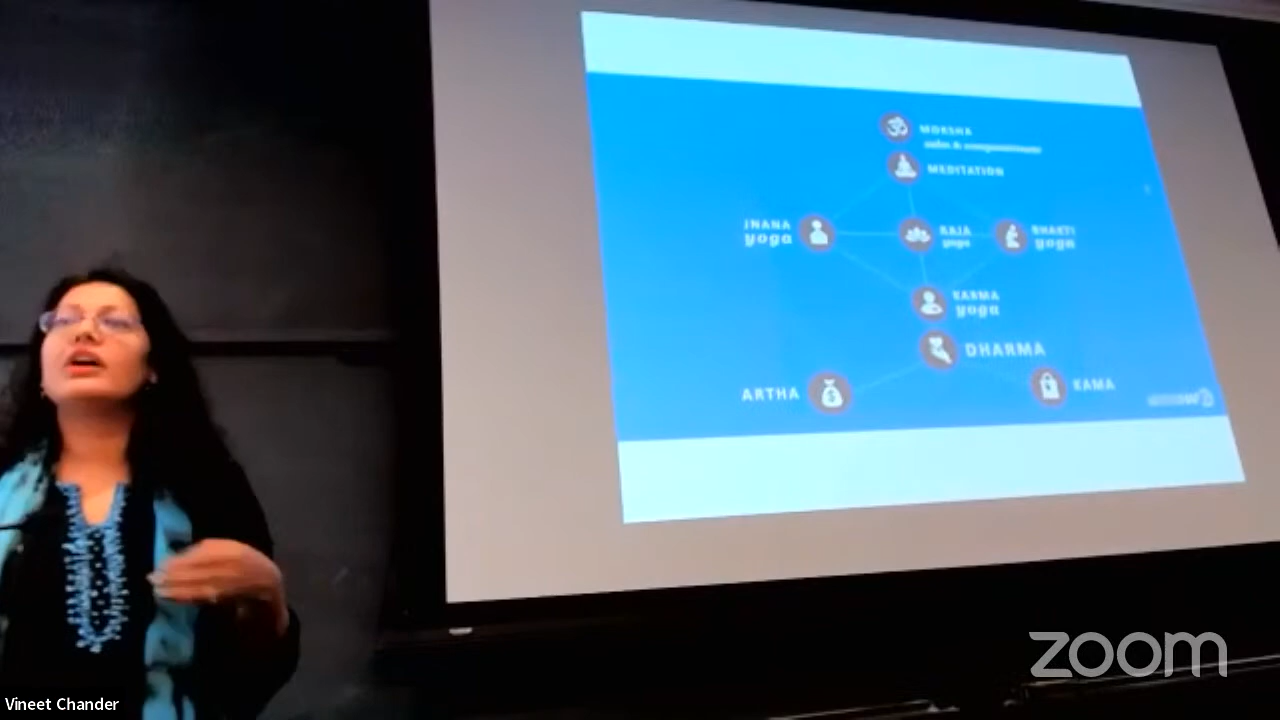 MOKSHA
MEDITATION
JNANA
yoga
RAJA
yoga
BHAKTI
yoga
KARMA
yoga
DHARMA
ARTHA
KAMA
zoom
Vineet Chander